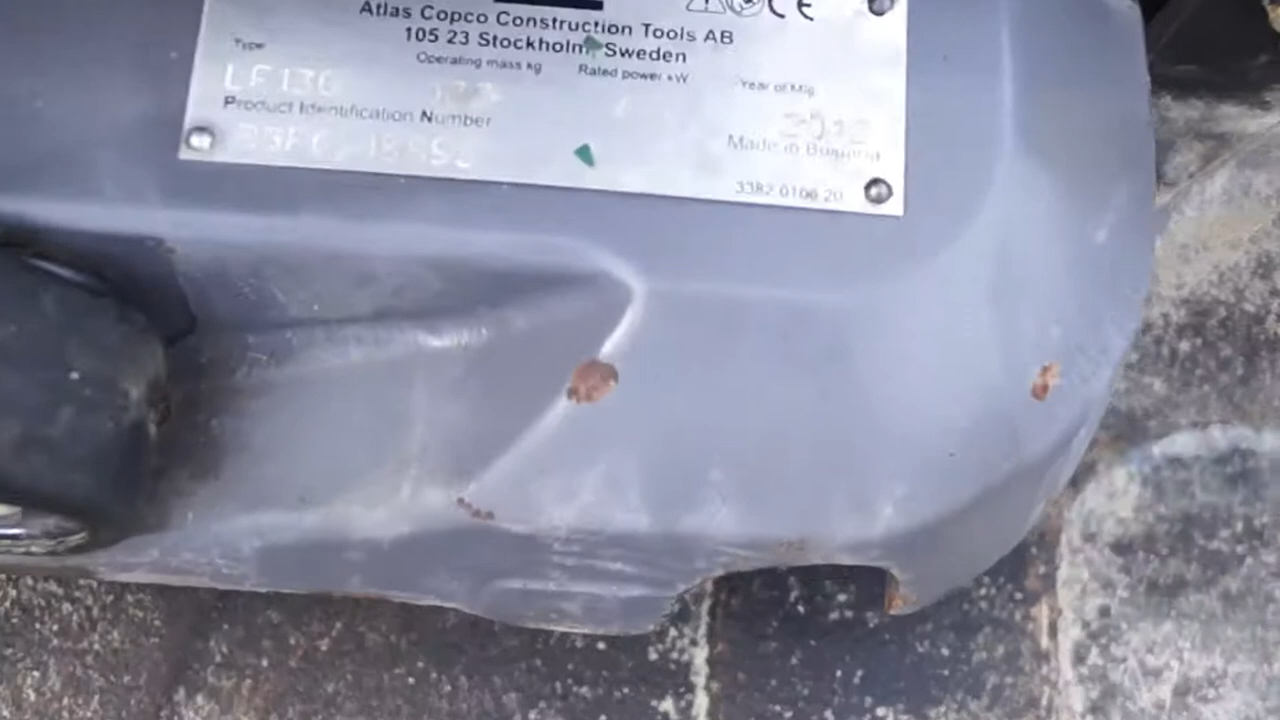 CE
Atlas Copco Construction Tools AB
105 23 Stockholm, Sweden
Type
Operating mass kg
Rated power kW
Year of Mfg
Product Identification Number
Made in Bulgaria
3382 0106 20